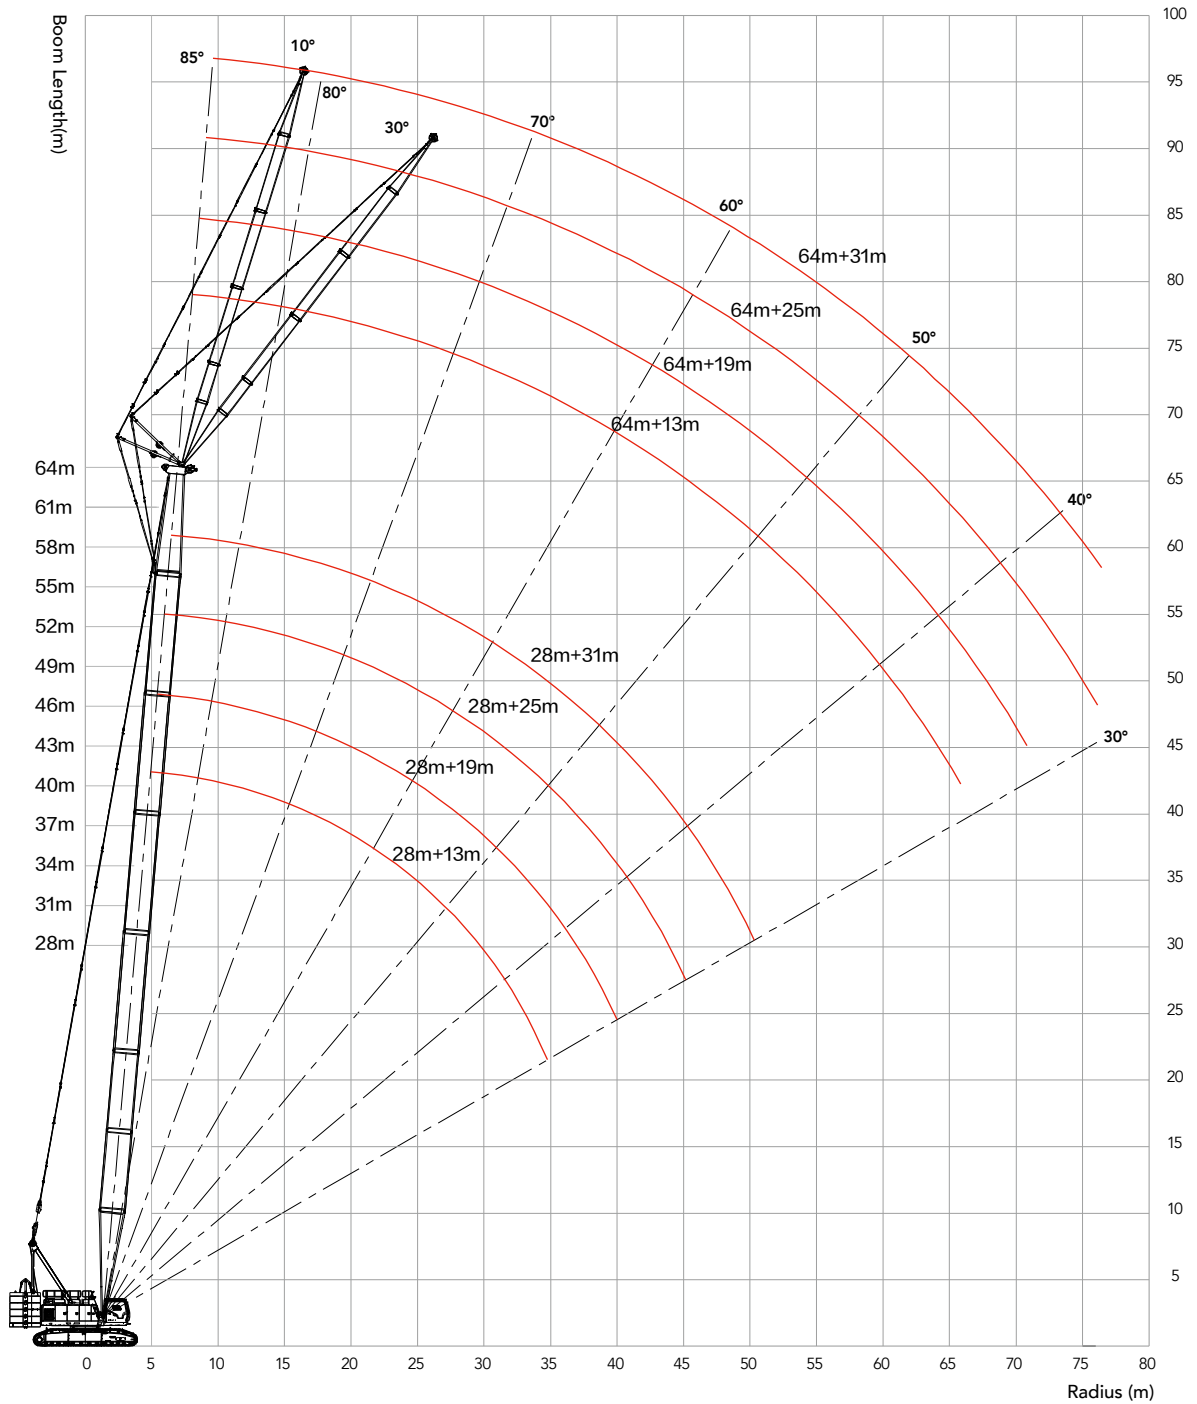 Boom Length(m)
100
10°
85°
95
80°
30°
70°
90
60°
85
64m+31m
80
64m+25m
50°
75
64m+19m
70
64m+13m
64m
65
40°
61m
58m
60
55m
55
52m
28m+31m
49m
50
46m
28m+25m
30°
43m
45
28m+19m
40m
40
37m
28m+13m
34m
35
31m
28m
30
25
20
15
10
5
0 5 10 15 20 25 30 35 40 45 50 55 60 65 70 75 80
Radius (m)